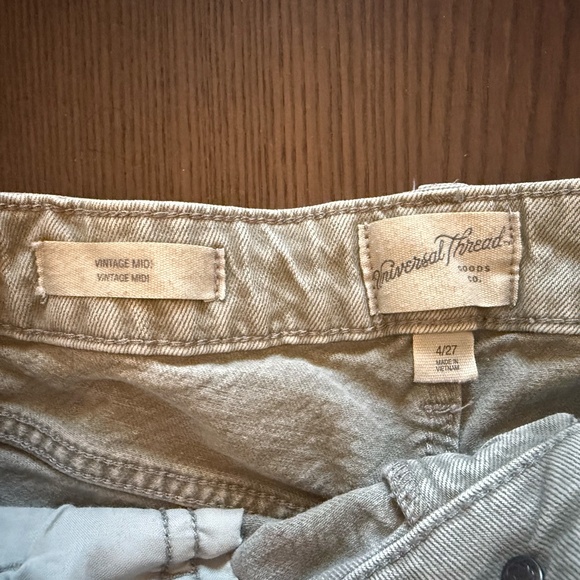 VINTAGE MIDI
VINTAGE MIDI
Universal Thread
GOODS
CO.
4/27
MADE IN
VIETNAM